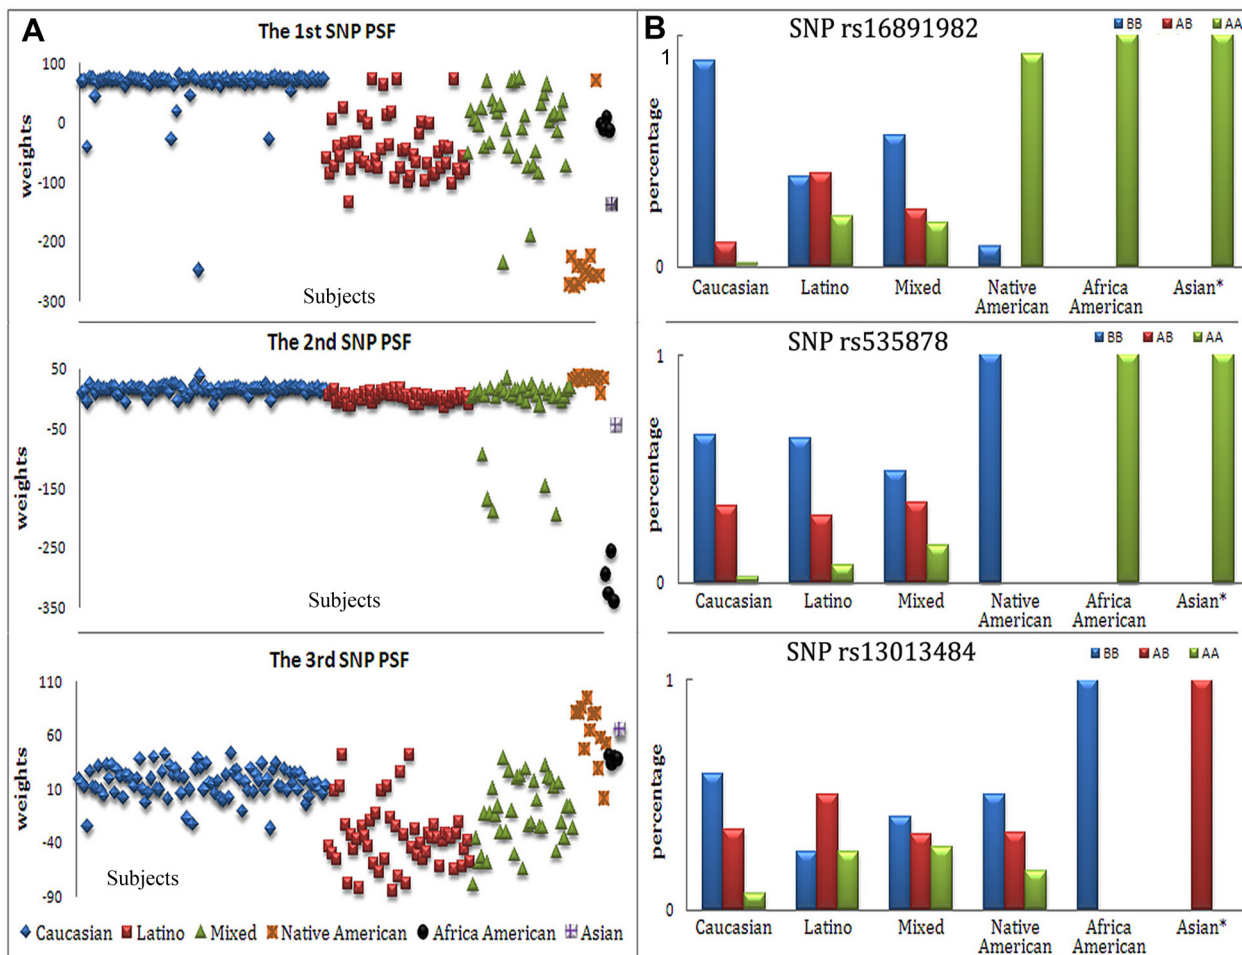 A
The 1st SNP PSF
100
0
-100
-200
-300
weights
Subjects
The 2nd SNP PSF
50
-50
-150
-250
-350
weights
Subjects
The 3rd SNP PSF
110
60
10
-40
-90
weights
Subjects
Caucasian Latino Mixed Native American Africa American Asian
B
SNP rs16891982
BB AB AA
1
0
percentage
Caucasian Latino Mixed Native American Africa American Asian*
SNP rs535878
BB AB AA
1
0
percentage
Caucasian Latino Mixed Native American Africa American Asian*
SNP rs13013484
BB AB AA
1
0
percentage
Caucasian Latino Mixed Native American Africa American Asian*